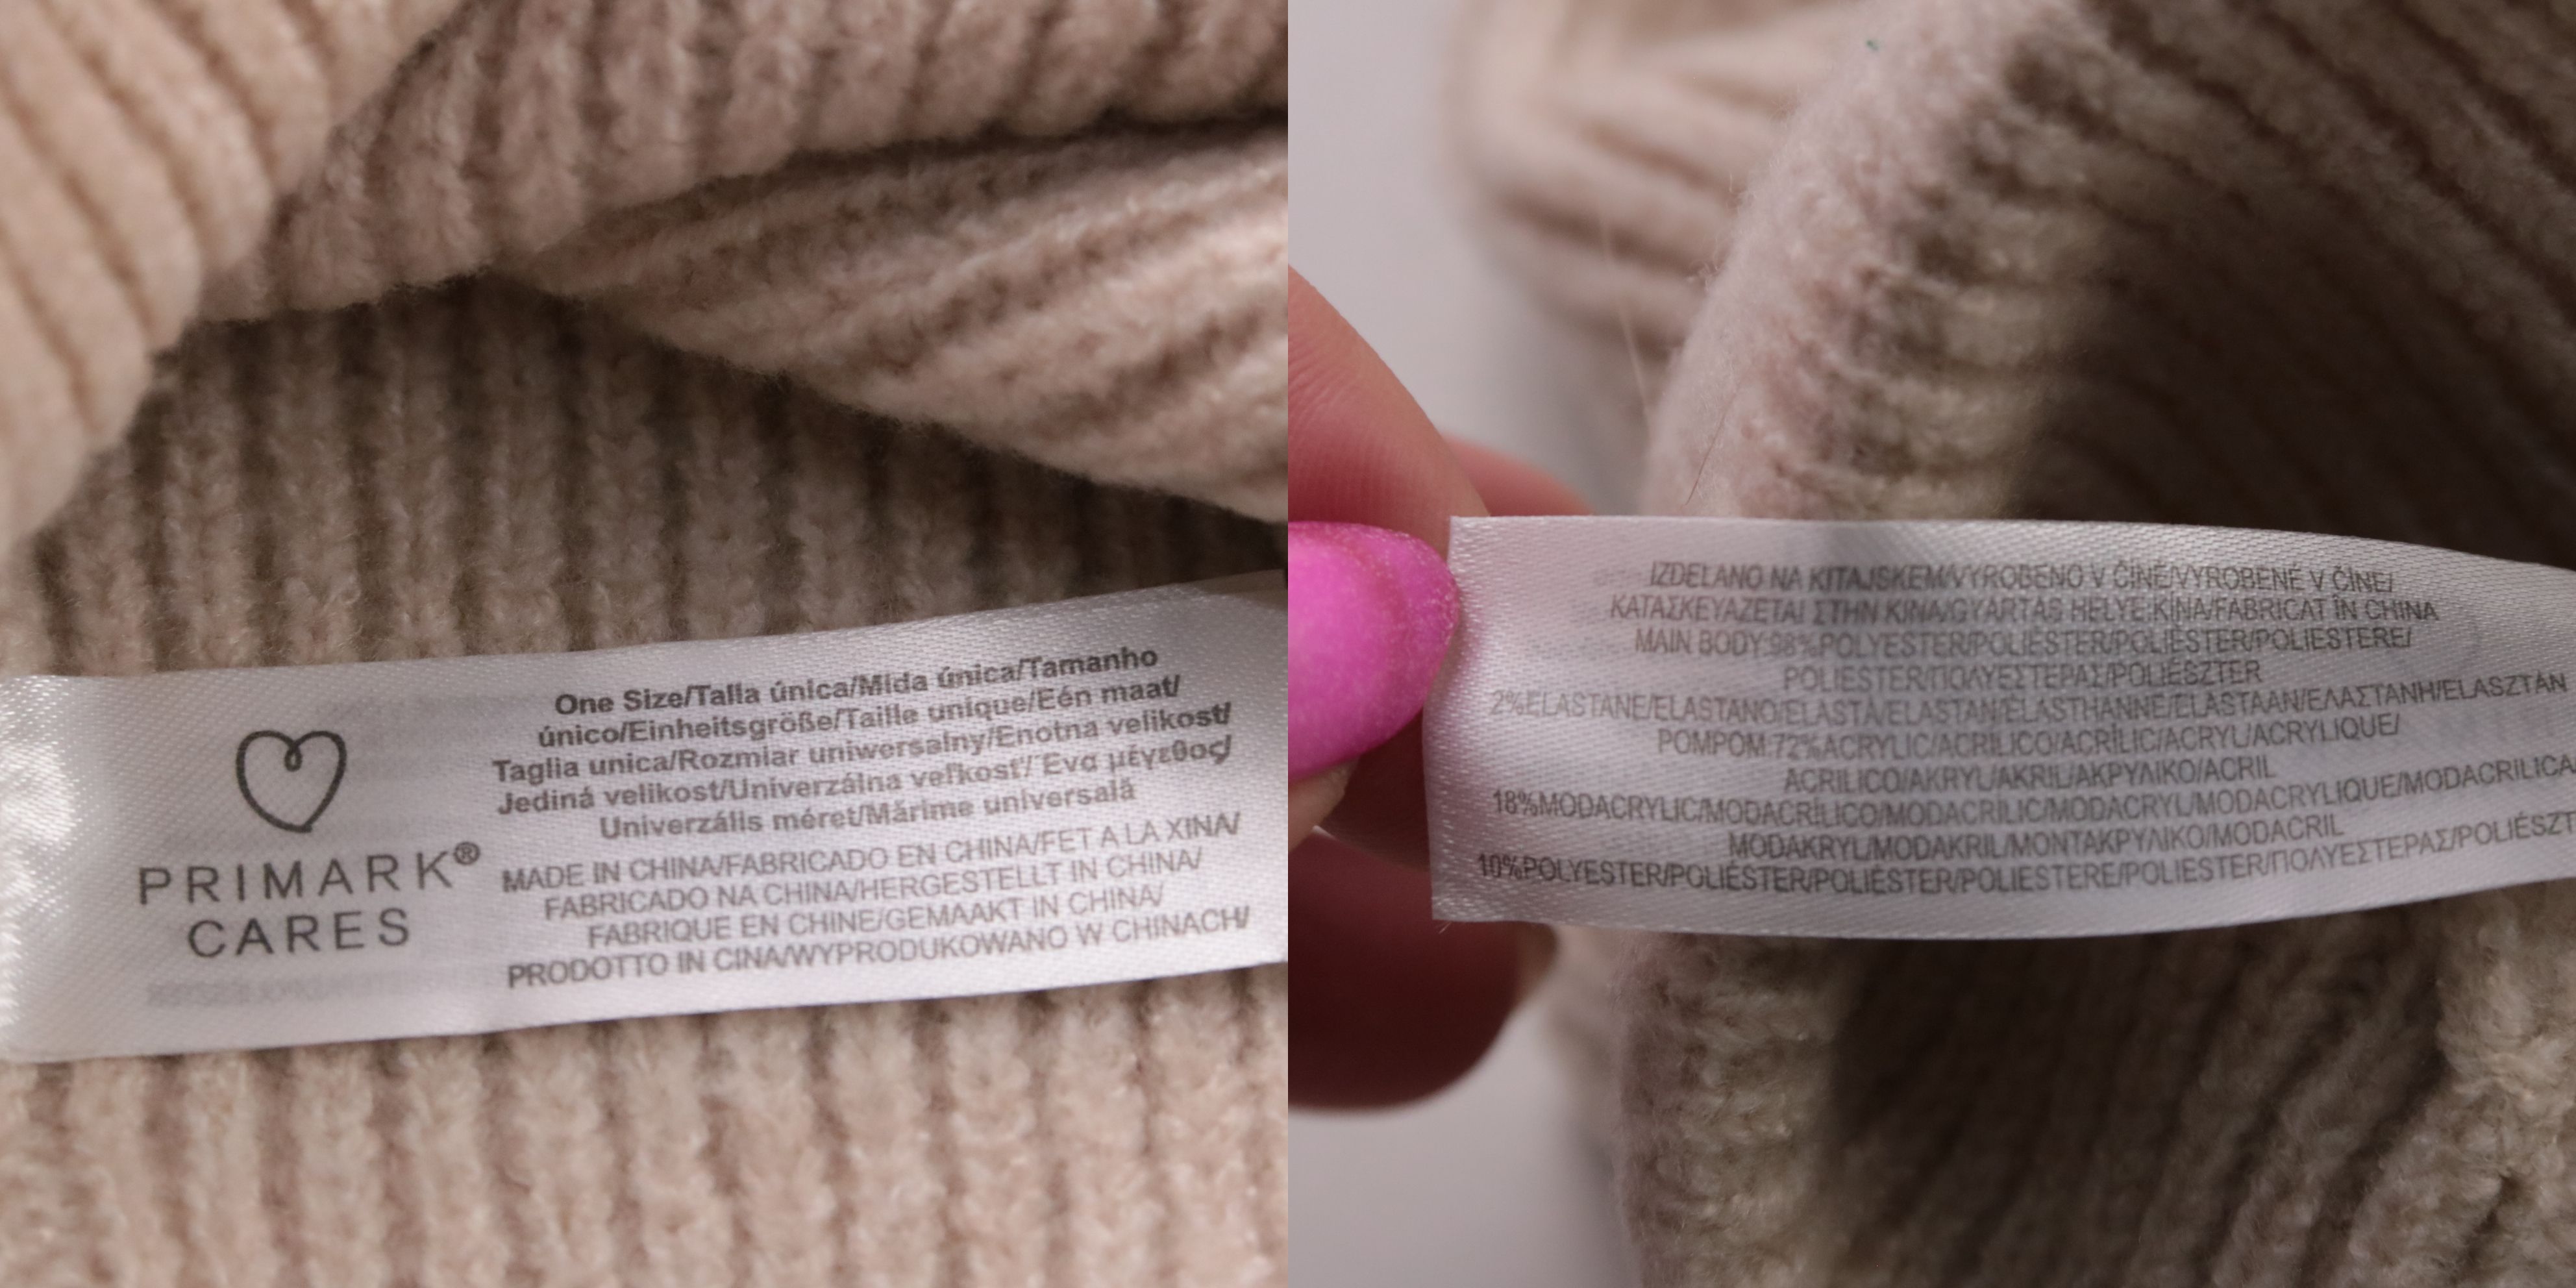 PRIMARK®
CARES
One Size/Talla única/Mida única/Tamanho
único/Einheitsgröße/Taille unique/Eén maat/
Taglia unica/Rozmiar uniwersalny/Enotna velikost/
Jediná velikost/Univerzálna veľkosť/Ένα μέγεθος/
Univerzális méret/Mărime universală
MADE IN CHINA/FABRICADO EN CHINA/FET A LA XINA/
FABRICADO NA CHINA/HERGESTELLT IN CHINA/
FABRIQUE EN CHINE/GEMAAKT IN CHINA/
PRODOTTO IN CINA/WYPRODUKOWANO W CHINACH/
IZDELANO NA KITAJSKEM/VYROBENO V ČÍNĚ/VYROBENÉ V ČÍNE/
ΚΑΤΑΣΚΕΥΑΖΕΤΑΙ ΣΤΗΝ ΚΙΝΑ/GYÁRTÁS HELYE:KÍNA/FABRICAT ÎN CHINA
MAIN BODY:98%POLYESTER/POLIÉSTER/POLIÈSTER/POLIESTERE/
POLIESTER/ΠΟΛΥΕΣΤΕΡΑΣ/POLIÉSZTER
2%ELASTANE/ELASTANO/ELASTÀ/ELASTAN/ÉLASTHANNE/ELASTAAN/ΕΛΑΣΤΑΝΗ/ELASZTÁN
POMPOM:72%ACRYLIC/ACRÍLICO/ACRÍLIC/ACRYL/ACRYLIQUE/
ACRILICO/AKRYL/AKRIL/ΑΚΡΥΛΙΚΟ/ACRIL
18%MODACRYLIC/MODACRÍLICO/MODACRÍLIC/MODACRYL/MODACRYLIQUE/MODACRILICA/
MODAKRYL/MODAKRIL/ΜΟΝΤΑΚΡΥΛΙΚΟ/MODACRIL
10%POLYESTER/POLIÉSTER/POLIÈSTER/POLIESTERE/POLIESTER/ΠΟΛΥΕΣΤΕΡΑΣ/POLIÉSZT